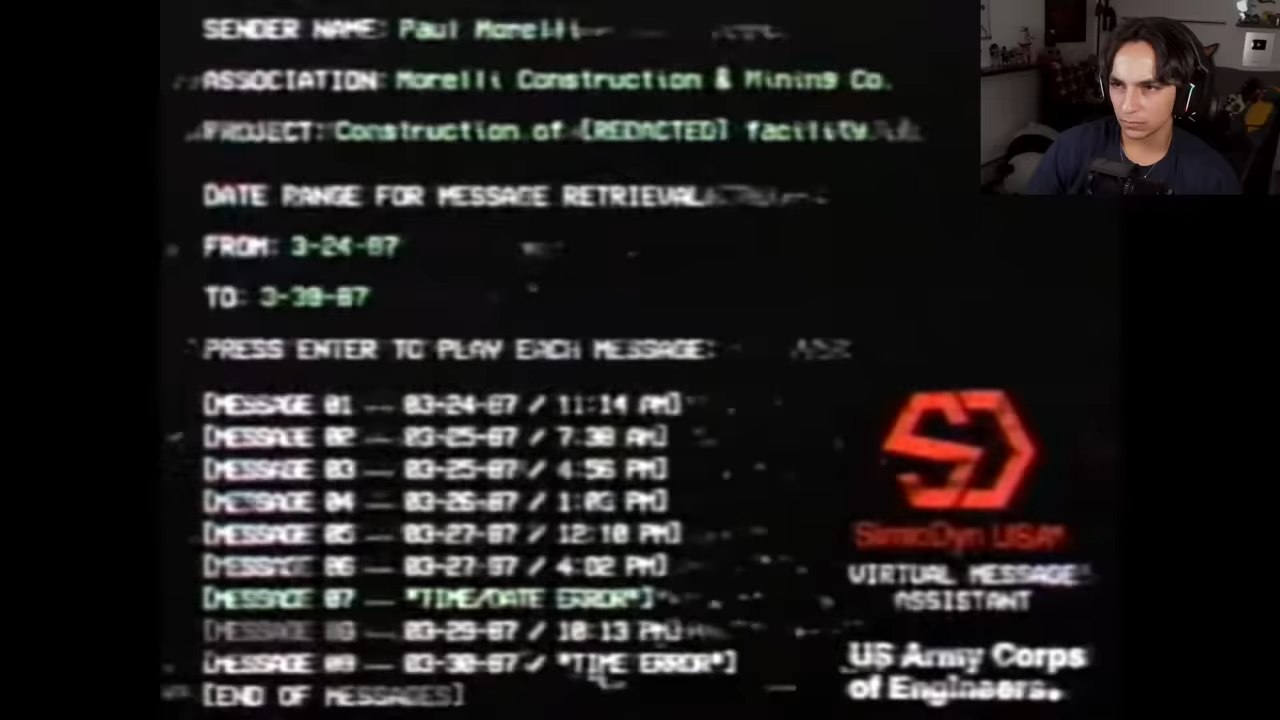 SENDER NAME: Paul Morelli
ASSOCIATION: Morelli Construction & Mining Co.
PROJECT: Construction of [REDACTED] facility
DATE RANGE FOR MESSAGE RETRIEVAL
FROM: 3-24-87
TO: 3-30-87
PRESS ENTER TO PLAY EACH MESSAGE:
[MESSAGE 01 — 03-24-87 / 11:14 AM]
[MESSAGE 02 — 03-25-87 / 7:30 AM]
[MESSAGE 03 — 03-25-87 / 4:56 PM]
[MESSAGE 04 — 03-26-87 / PM]
[MESSAGE 05 — 03-27-87 / 12:10 PM]
[MESSAGE 06 — 03-27-87 / 4:02 PM]
[MESSAGE 07 — *TIME/DATE ERROR*]
[MESSAGE 08 — 03-29-87 / 10:13 PM]
[MESSAGE 09 — 03-30-87 / *TIME ERROR*]
[END OF MESSAGES]
SimicDyn USA
VIRTUAL MESSAGE
ASSISTANT
US Army Corps
of Engineers.